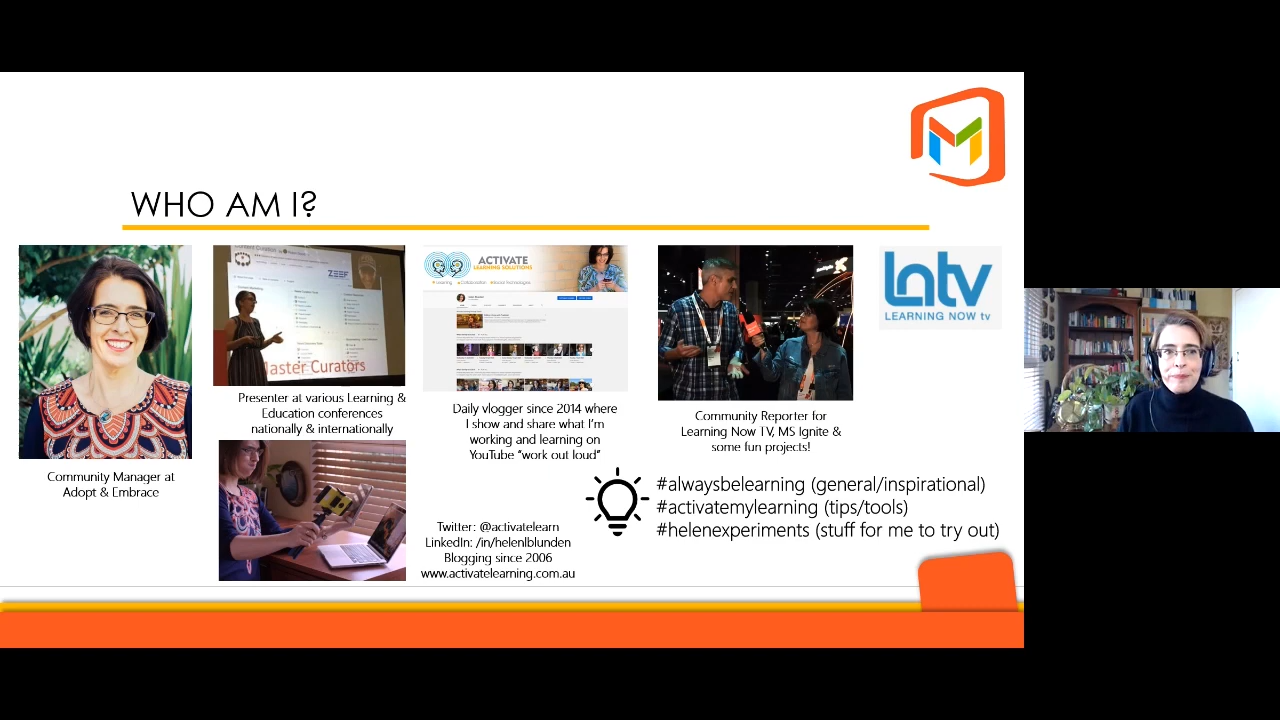 WHO AM I?
Community Manager at
Adopt & Embrace
ZEEF
Master Curators
Presenter at various Learning &
Education conferences
nationally & internationally
ACTIVATE
LEARNING SOLUTIONS
Daily vlogger since 2014 where
I show and share what I'm
working and learning on
YouTube "work out loud"
Twitter: @activatelearn
LinkedIn: /in/helenlblunden
Blogging since 2006
www.activatelearning.com.au
Community Reporter for
Learning Now TV, MS Ignite &
some fun projects!
lntv
LEARNING NOW tv
#alwaysbelearning (general/inspirational)
#activatemylearning (tips/tools)
#helenexperiments (stuff for me to try out)